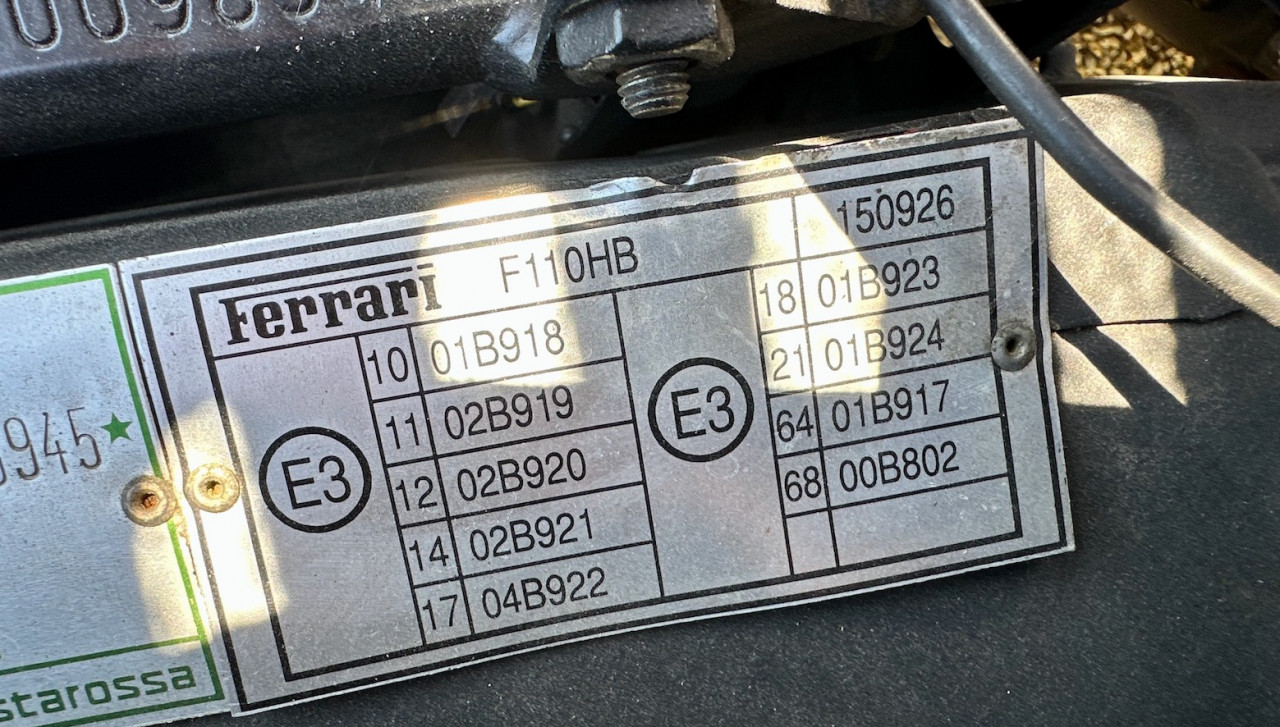 Ferrari F110HB 150926
E3
10 01B918
11 02B919
12 02B920
14 02B921
17 04B922
E3
18 01B923
21 01B924
64 01B917
68 00B802
945★
starossa